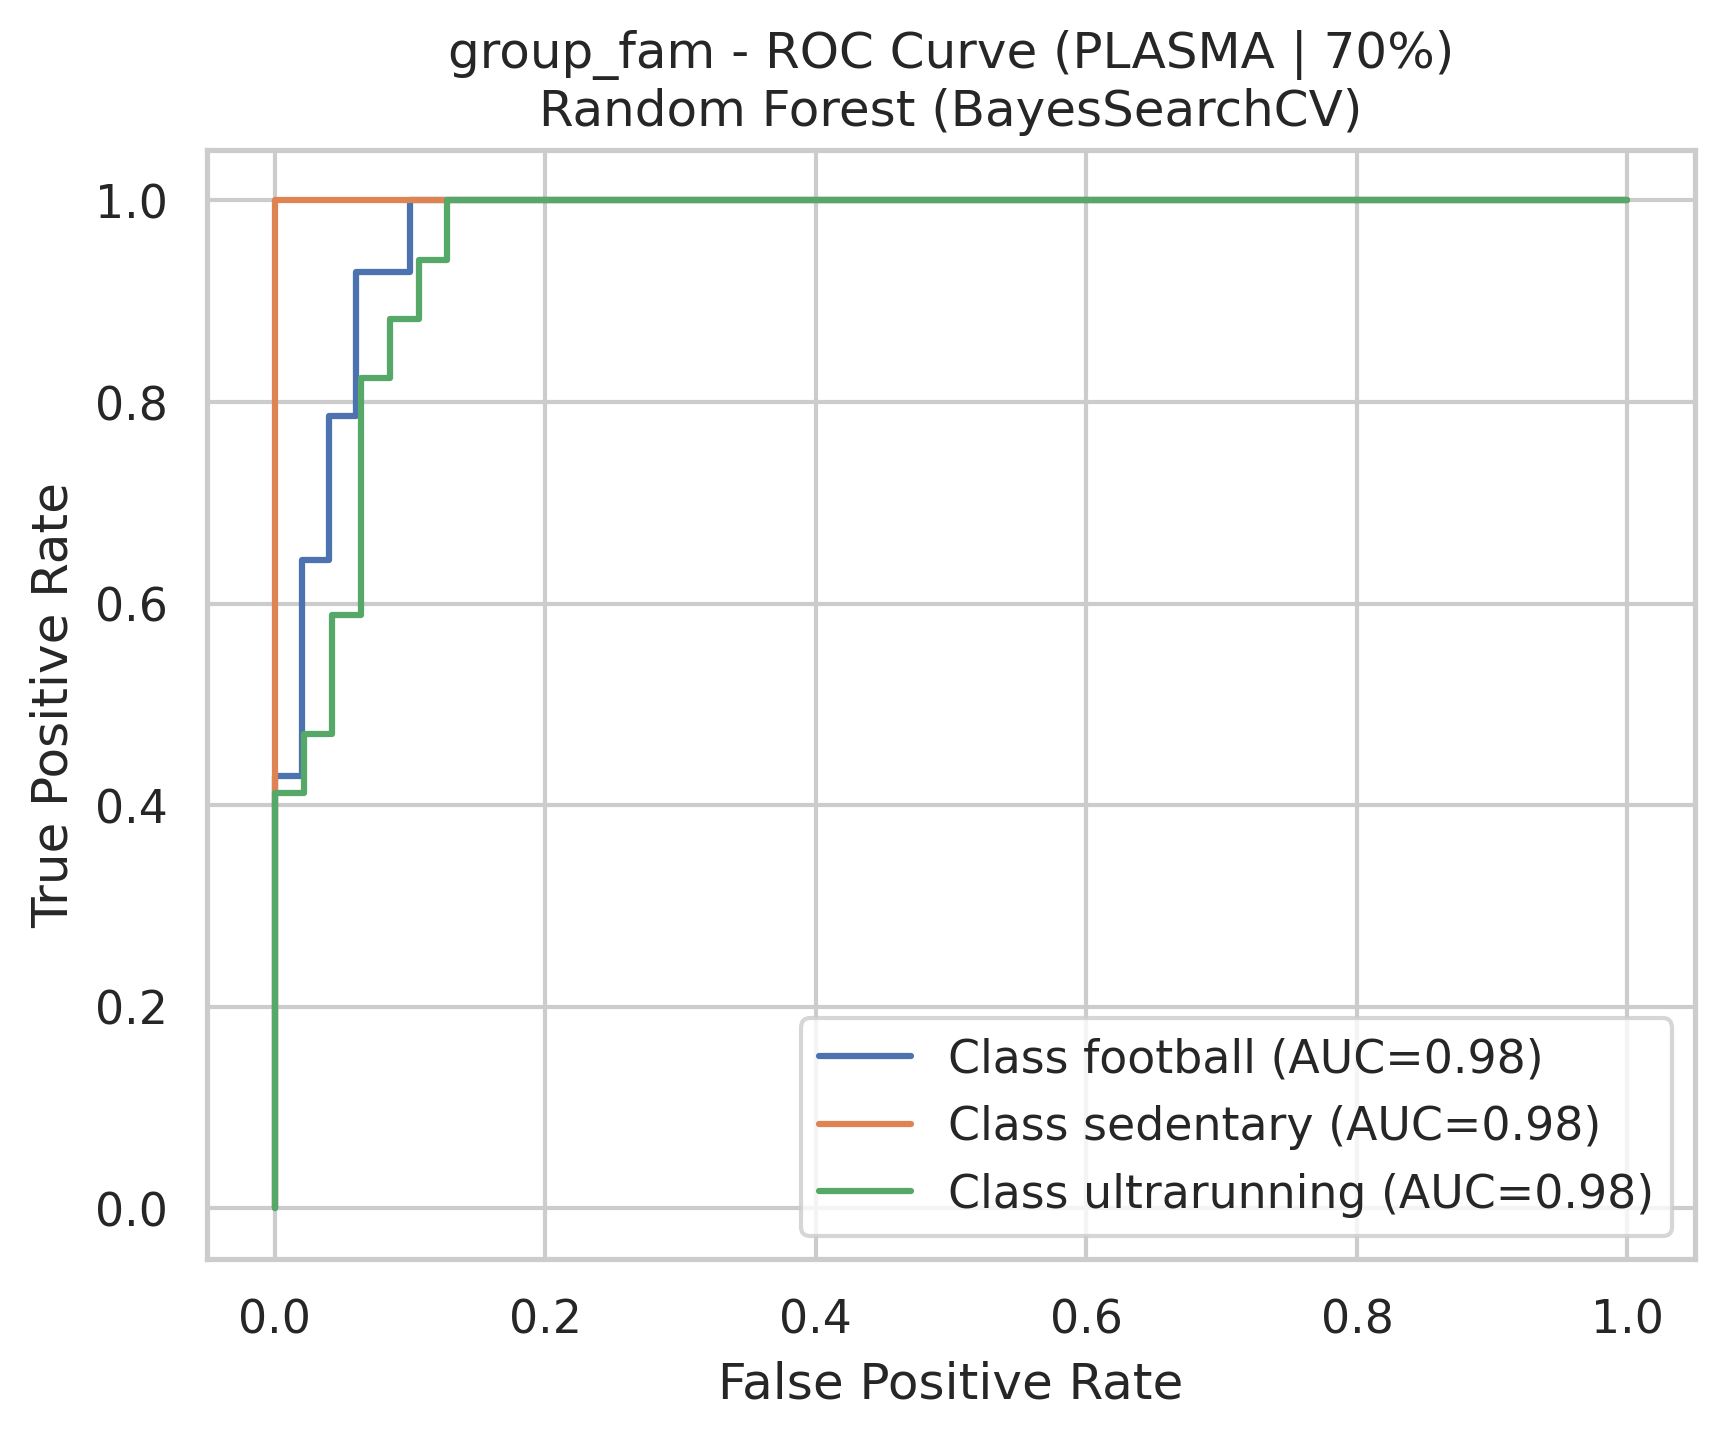 group_fam - ROC Curve (PLASMA | 70%)
Random Forest (BayesSearchCV)
True Positive Rate
1.0
0.8
0.6
0.4
0.2
0.0
Class football (AUC=0.98)
Class sedentary (AUC=0.98)
Class ultrarunning (AUC=0.98)
0.0 0.2 0.4 0.6 0.8 1.0
False Positive Rate